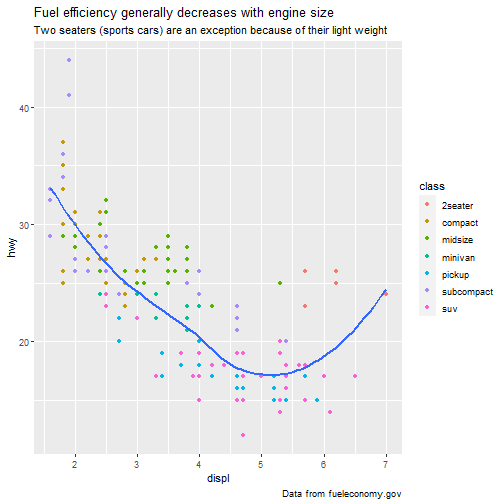 Fuel efficiency generally decreases with engine size
Two seaters (sports cars) are an exception because of their light weight
40
30
20
hwy
2
3
4
5
6
7
displ
class
2seater
compact
midsize
minivan
pickup
subcompact
suv
Data from fueleconomy.gov